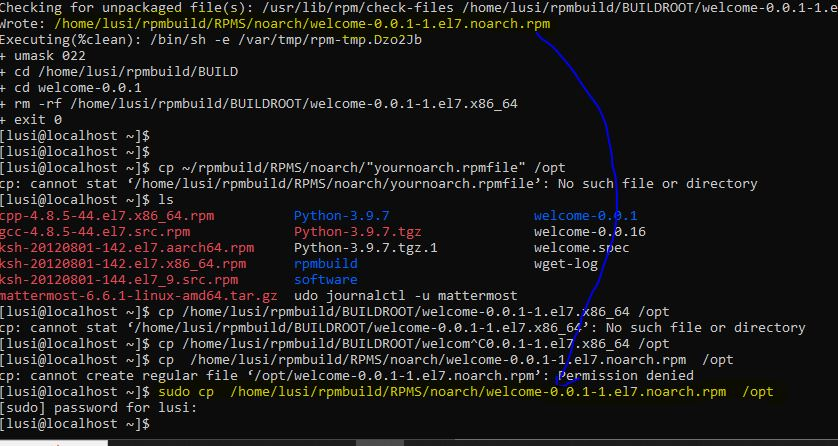 Checking for unpackaged file(s): /usr/lib/rpm/check-files /home/lusi/rpmbuild/BUILDROOT/welcome-0.0.1-1.e
Wrote: /home/lusi/rpmbuild/RPMS/noarch/welcome-0.0.1-1.el7.noarch.rpm
Executing(%clean): /bin/sh -e /var/tmp/rpm-tmp.Dzo2Jb
+ umask 022
+ cd /home/lusi/rpmbuild/BUILD
+ cd welcome-0.0.1
+ rm -rf /home/lusi/rpmbuild/BUILDROOT/welcome-0.0.1-1.el7.x86_64
+ exit 0
[lusi@localhost ~]$
[lusi@localhost ~]$
[lusi@localhost ~]$ cp ~/rpmbuild/RPMS/noarch/"yournoarch.rpmfile" /opt
cp: cannot stat ‘/home/lusi/rpmbuild/RPMS/noarch/yournoarch.rpmfile’: No such file or directory
[lusi@localhost ~]$ ls
cpp-4.8.5-44.el7.x86_64.rpm Python-3.9.7 welcome-0.0.1
gcc-4.8.5-44.el7.src.rpm Python-3.9.7.tgz welcome-0.0.16
ksh-20120801-142.el7.aarch64.rpm Python-3.9.7.tgz.1 welcome.spec
ksh-20120801-142.el7.x86_64.rpm rpmbuild wget-log
ksh-20120801-144.el7_9.src.rpm software
mattermost-6.6.1-linux-amd64.tar.gz udo journalctl -u mattermost
[lusi@localhost ~]$ cp /home/lusi/rpmbuild/BUILDROOT/welcome-0.0.1-1.el7.x86_64 /opt
cp: cannot stat ‘/home/lusi/rpmbuild/BUILDROOT/welcome-0.0.1-1.el7.x86_64’: No such file or directory
[lusi@localhost ~]$ cp /home/lusi/rpmbuild/BUILDROOT/welcom^C0.0.1-1.el7.x86_64 /opt
[lusi@localhost ~]$ cp  /home/lusi/rpmbuild/RPMS/noarch/welcome-0.0.1-1.el7.noarch.rpm  /opt
cp: cannot create regular file ‘/opt/welcome-0.0.1-1.el7.noarch.rpm’: Permission denied
[lusi@localhost ~]$ sudo cp  /home/lusi/rpmbuild/RPMS/noarch/welcome-0.0.1-1.el7.noarch.rpm  /opt
[sudo] password for lusi:
[lusi@localhost ~]$